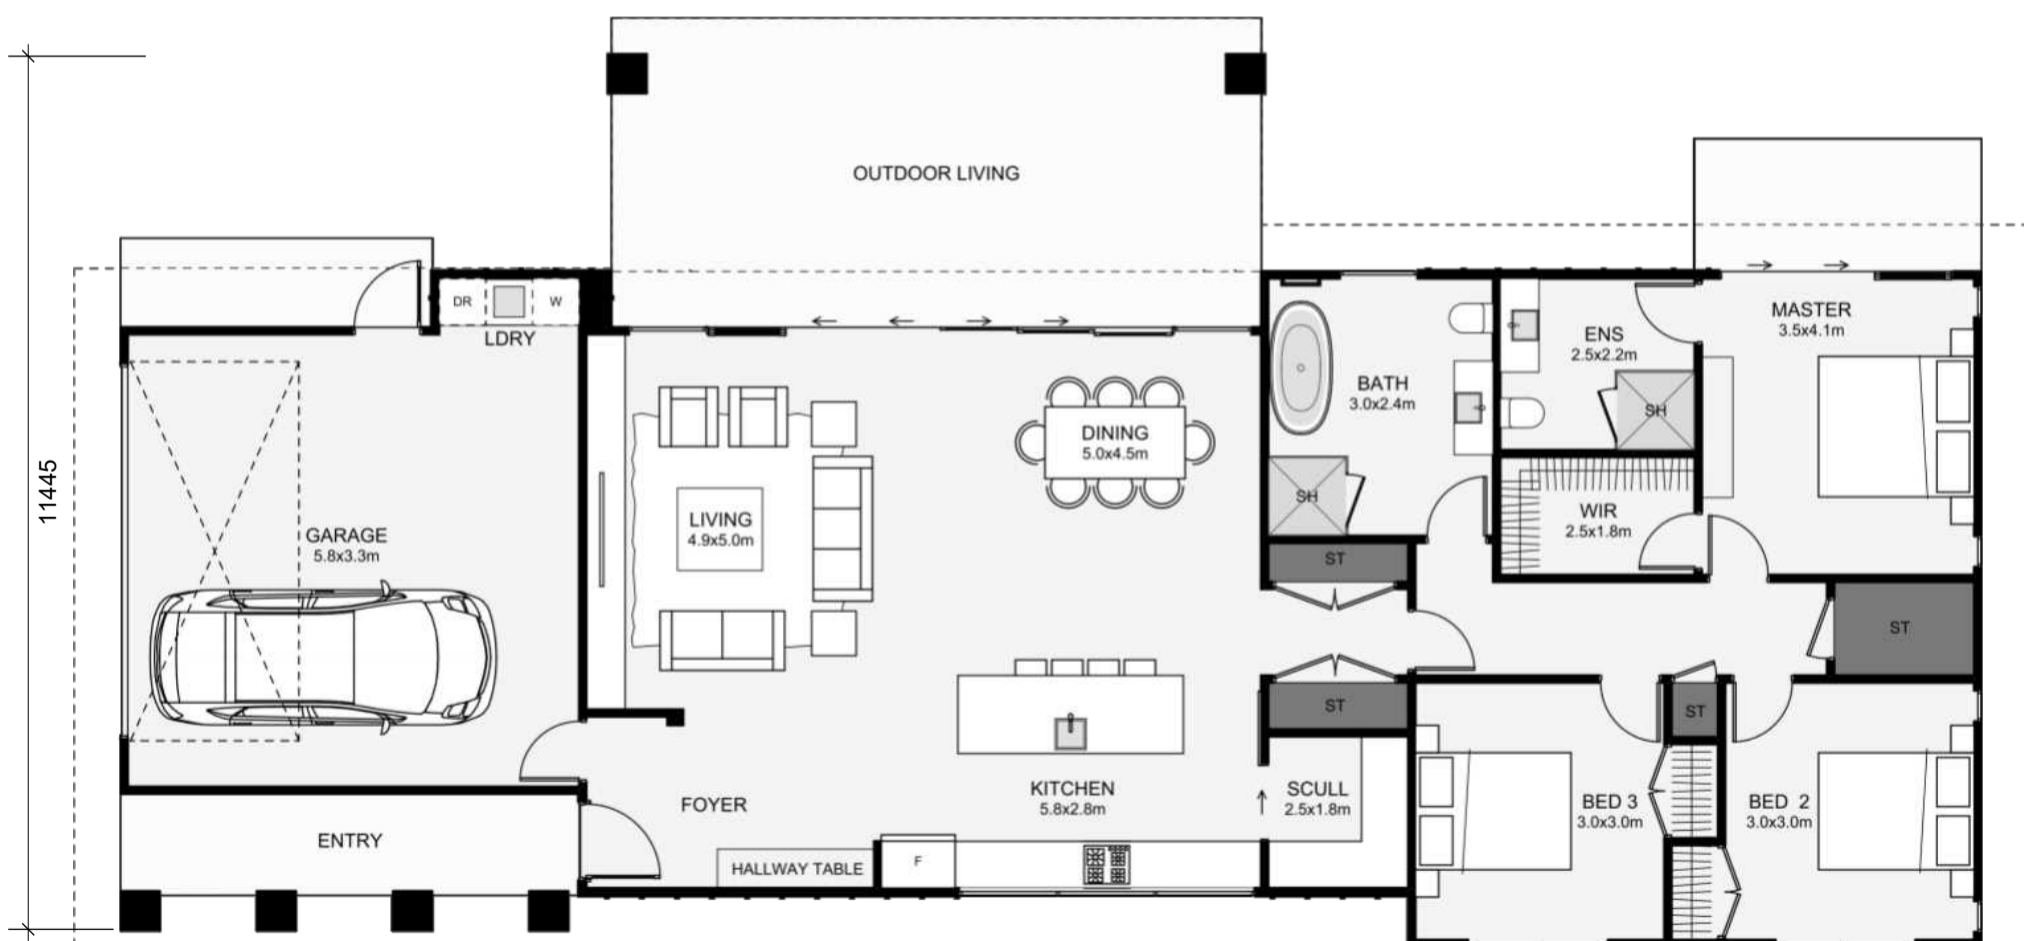 OUTDOOR LIVING
11445
DR
W
LDRY
MASTER
3.5x4.1m
ENS
2.5x2.2m
BATH
3.0x2.4m
SH
DINING
5.0x4.5m
SH
LIVING
4.9x5.0m
WIR
2.5x1.8m
GARAGE
5.8x3.3m
ST
ST
ST
ST
KITCHEN
5.8x2.8m
SCULL
2.5x1.8m
BED 3
3.0x3.0m
BED 2
3.0x3.0m
FOYER
ENTRY
HALLWAY TABLE
F